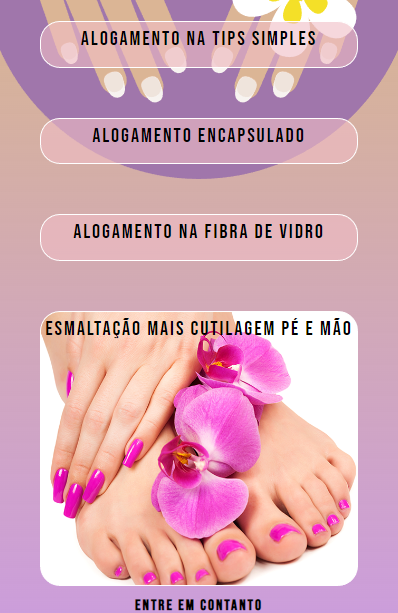 ALOGAMENTO NA TIPS SIMPLES
ALOGAMENTO ENCAPSULADO
ALOGAMENTO NA FIBRA DE VIDRO
ESMALTAÇÃO MAIS CUTILAGEM PÉ E MÃO
ENTRE EM CONTANTO